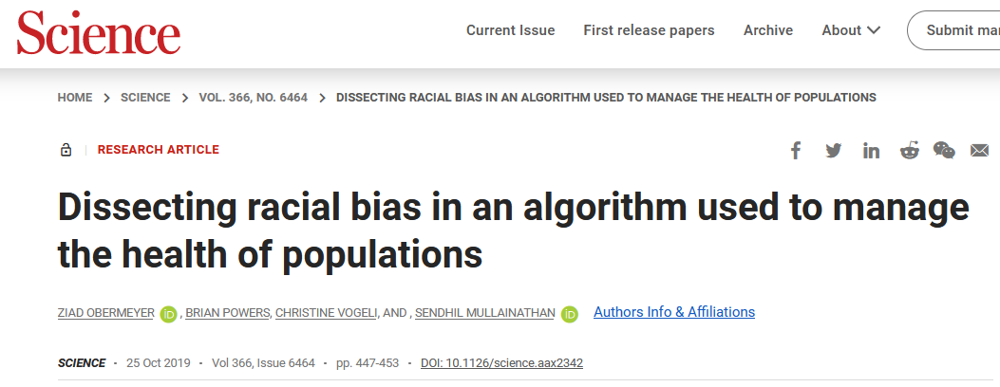 Science
Current Issue First release papers Archive About Submit mar
HOME > SCIENCE > VOL. 366, NO. 6464 > DISSECTING RACIAL BIAS IN AN ALGORITHM USED TO MANAGE THE HEALTH OF POPULATIONS
RESEARCH ARTICLE
Dissecting racial bias in an algorithm used to manage
the health of populations
ZIAD OBERMEYER iD , BRIAN POWERS, CHRISTINE VOGELI, AND , SENDHIL MULLAINATHAN iD Authors Info & Affiliations
SCIENCE · 25 Oct 2019 · Vol 366, Issue 6464 · pp. 447-453 · DOI: 10.1126/science.aax2342